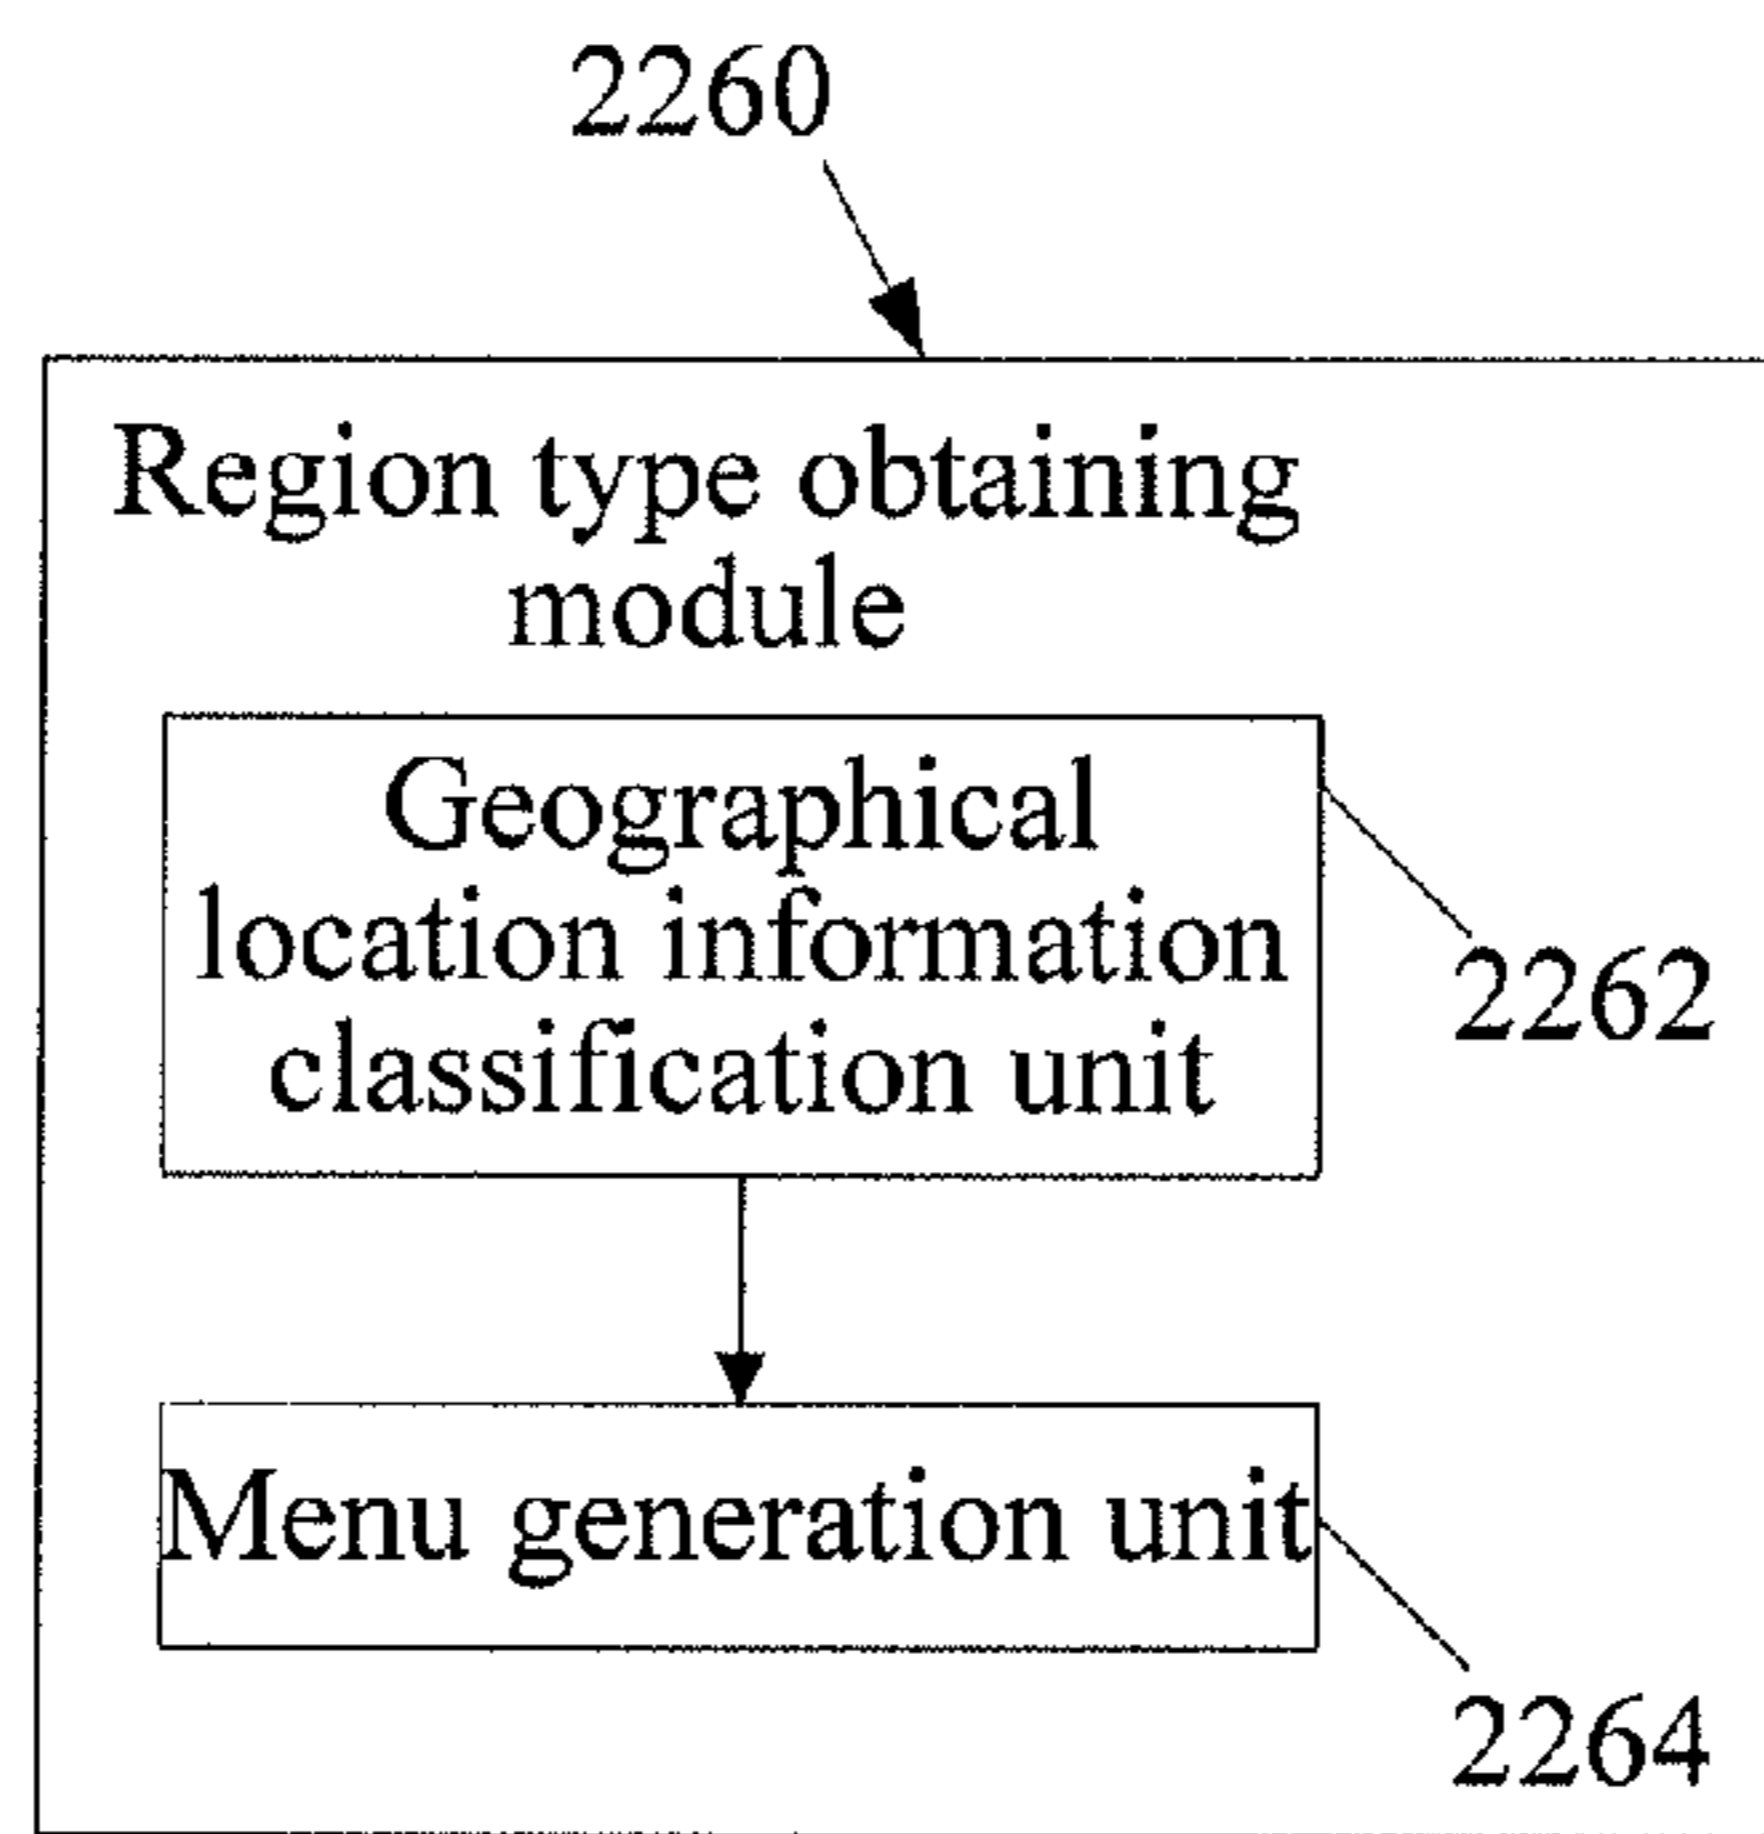 2260
Region type obtaining
module
Geographical
location information
classification unit
2262
Menu generation unit
2264